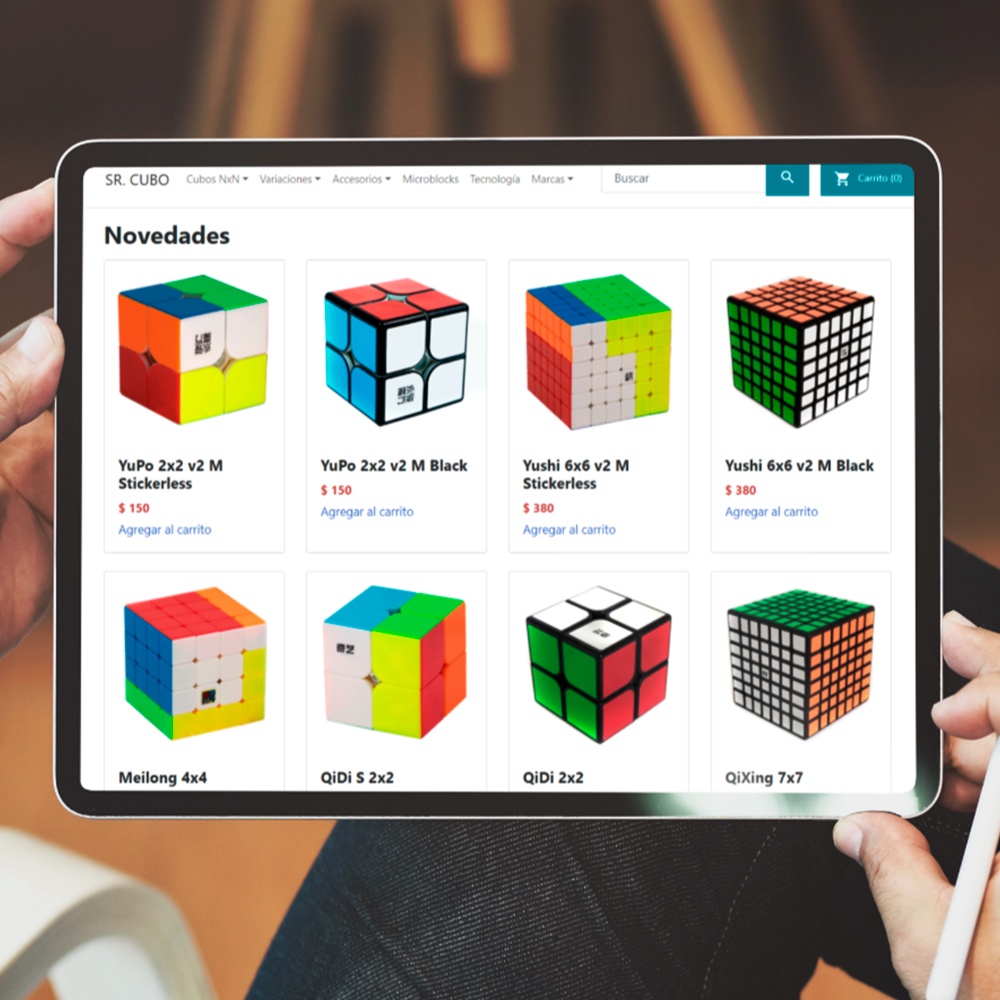 SR. CUBO Cubos NxN Variaciones Accesorios Microblocks Tecnología Marcas Buscar Carrito (0)
Novedades
YuPo 2x2 v2 M
Stickerless
$ 150
Agregar al carrito
YuPo 2x2 v2 M Black
$ 150
Agregar al carrito
Yushi 6x6 v2 M
Stickerless
$ 380
Agregar al carrito
Yushi 6x6 v2 M Black
$ 380
Agregar al carrito
Meilong 4x4
奇艺
QiDi S 2x2
QiDi 2x2
QiXing 7x7